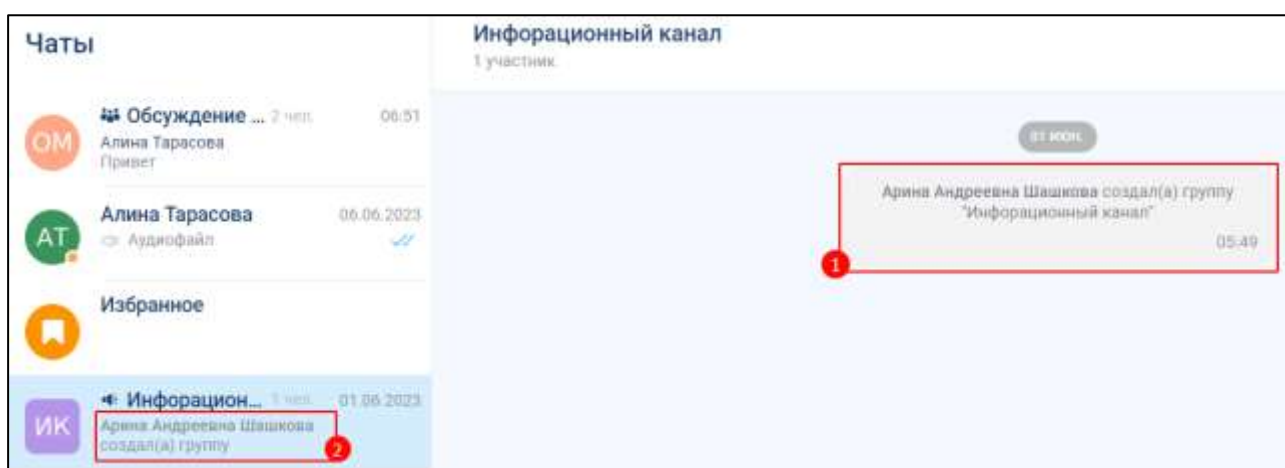 Чаты
ОМ
Обсуждение ... 2 чел. 06:51
Алина Тарасова
Привет
АТ
Алина Тарасова 06.06.2023
Аудиофайл
Избранное
ИК
Инфорацион... 1 чел. 01.06.2023
Арина Андреевна Шашкова
создал(а) группу
2
Инфорационный канал
1 участник
01 июн.
Арина Андреевна Шашкова создал(а) группу
"Инфорационный канал"
05:49
1